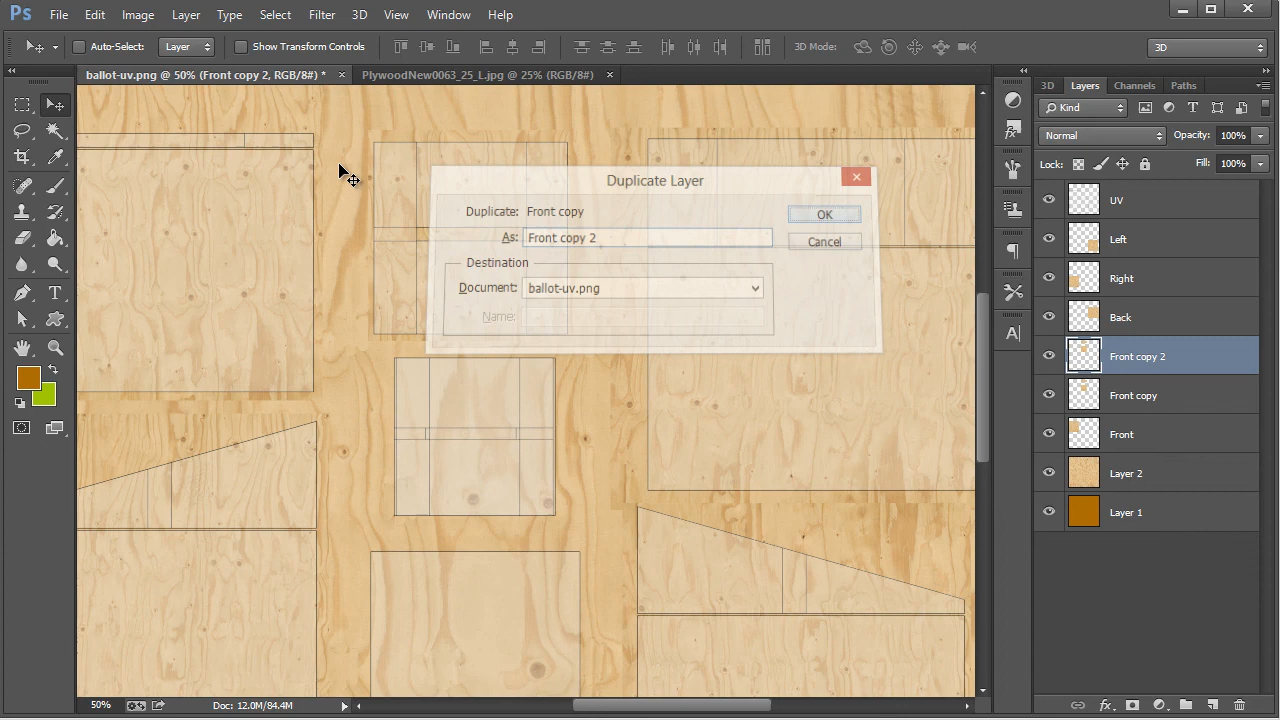 Ps File Edit Image Layer Type Select Filter 3D View Window Help
Auto-Select: Layer Show Transform Controls 3D Mode: 3D
ballot-uv.png @ 50% (Front copy 2, RGB/8#) * × PlywoodNew0063_25_L.jpg @ 25% (RGB/8#) ×
3D Layers Channels Paths
Kind
Normal Opacity: 100%
Lock: Fill: 100%
Duplicate Layer
Duplicate: Front copy
As: Front copy 2
Destination
Document: ballot-uv.png
Name:
OK
Cancel
UV
Left
Right
Back
Front copy 2
Front copy
Front
Layer 2
Layer 1
50% Doc: 12.0M/84.4M